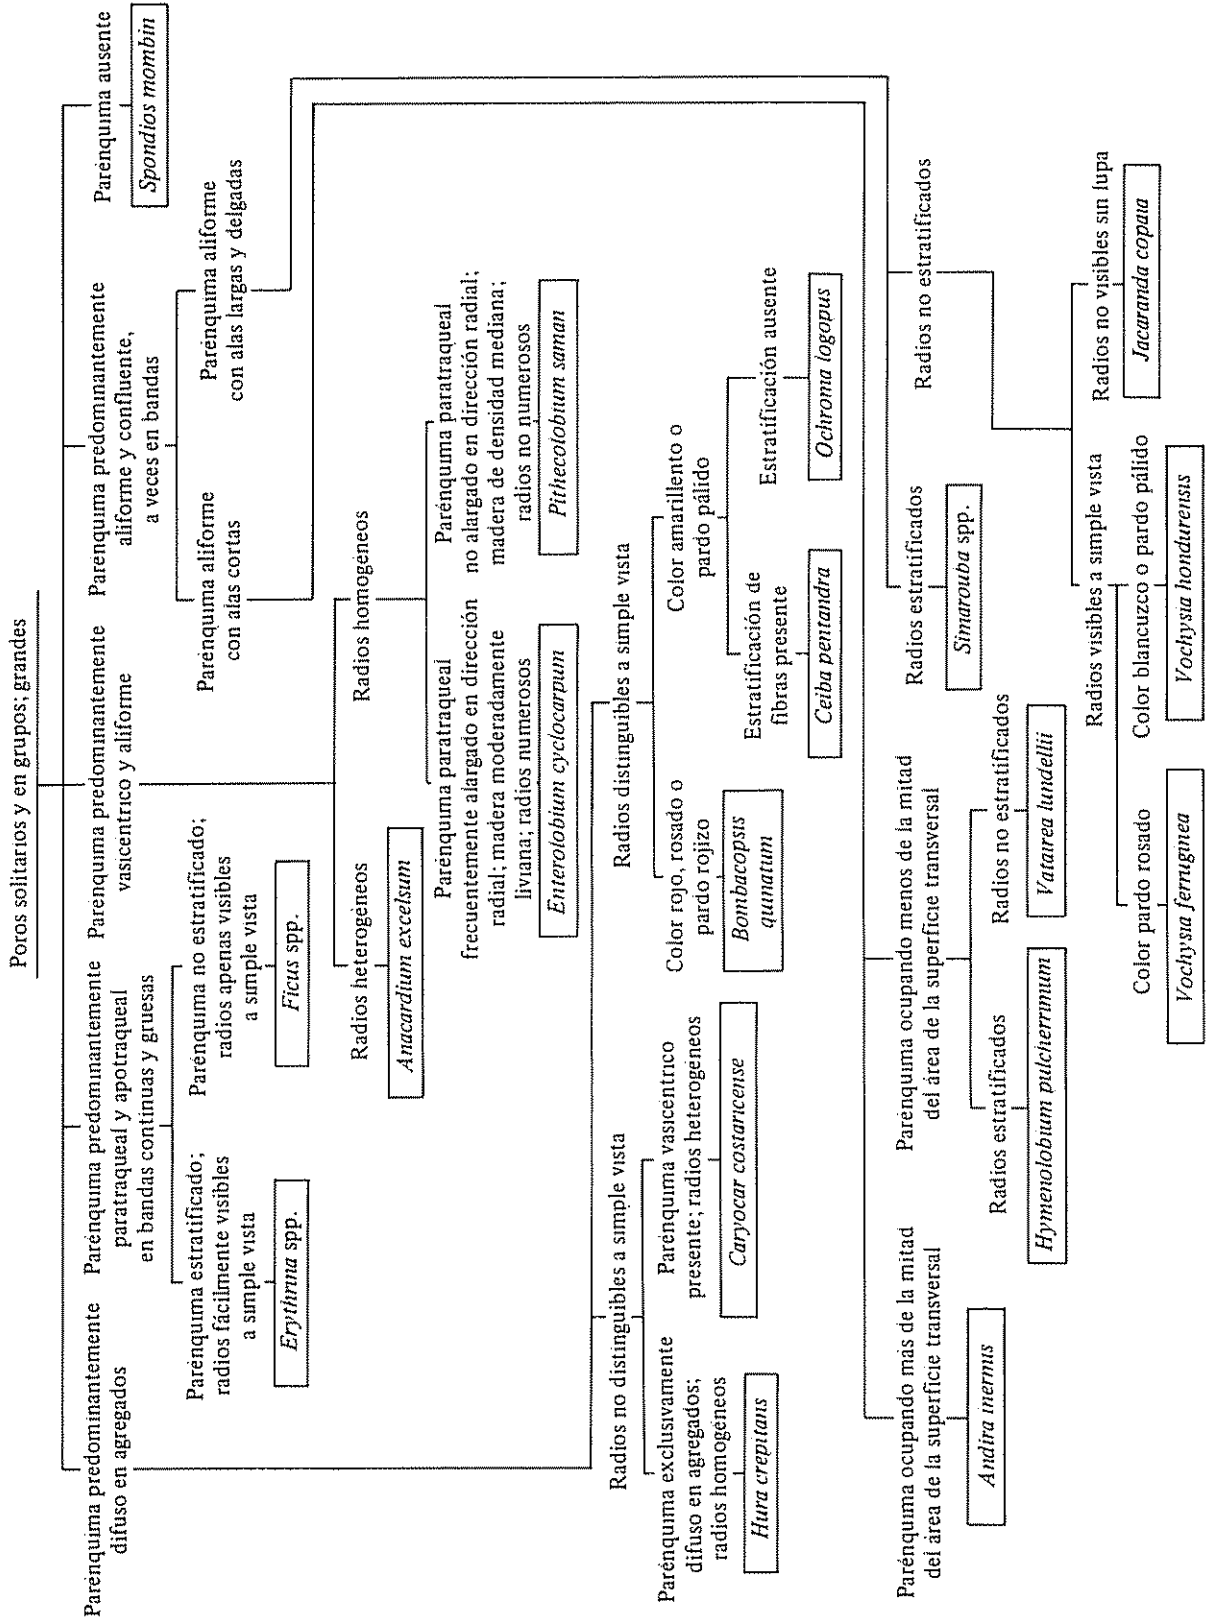 Poros solitarios y en grupos; grandes
Parénquima predominantemente
difuso en agregados
Parénquima predominantemente
paratraqueal y apotraqueal
en bandas continuas y gruesas
Parénquima predominantemente
vasicentrico y aliforme
Parénquima predominantemente
aliforme y confluente,
a veces en bandas
Parénquima ausente
Spondios mombin
Parénquima estratificado;
radios fácilmente visibles
a simple vista
Erythrina spp.
Parénquima no estratificado;
radios apenas visibles
a simple vista
Ficus spp.
Parénquima aliforme
con alas cortas
Parénquima aliforme
con alas largas y delgadas
Radios heterogéneos
Anacardium excelsum
Radios homogéneos
Parénquima paratraqueal
frecuentemente alargado en dirección
radial; madera moderadamente
liviana; radios numerosos
Enterolobium cyclocarpum
Parénquima paratraqueal
no alargado en dirección radial;
madera de densidad mediana;
radios no numerosos
Pithecolobium saman
Radios no distinguibles a simple vista
Radios distinguibles a simple vista
Parénquima exclusivamente
difuso en agregados;
radios homogéneos
Hura crepitans
Parénquima vasicentrico
presente; radios heterogéneos
Caryocar costaricense
Color rojo, rosado o
pardo rojizo
Bombacopsis
quinatum
Color amarillento o
pardo pálido
Estratificación de
fibras presente
Ceiba pentandra
Estratificación ausente
Ochroma logopus
Parénquima ocupando más de la mitad
del área de la superficie transversal
Andira inermis
Parénquima ocupando menos de la mitad
del área de la superficie transversal
Radios estratificados
Hymenolobium pulcherrimum
Radios no estratificados
Vatairea lundellii
Radios estratificados
Simarouba spp.
Radios no estratificados
Radios visibles a simple vista
Color pardo rosado
Vochysia ferruginea
Color blancuzco o pardo pálido
Vochysia hondurensis
Radios no visibles sin lupa
Jacaranda copaia